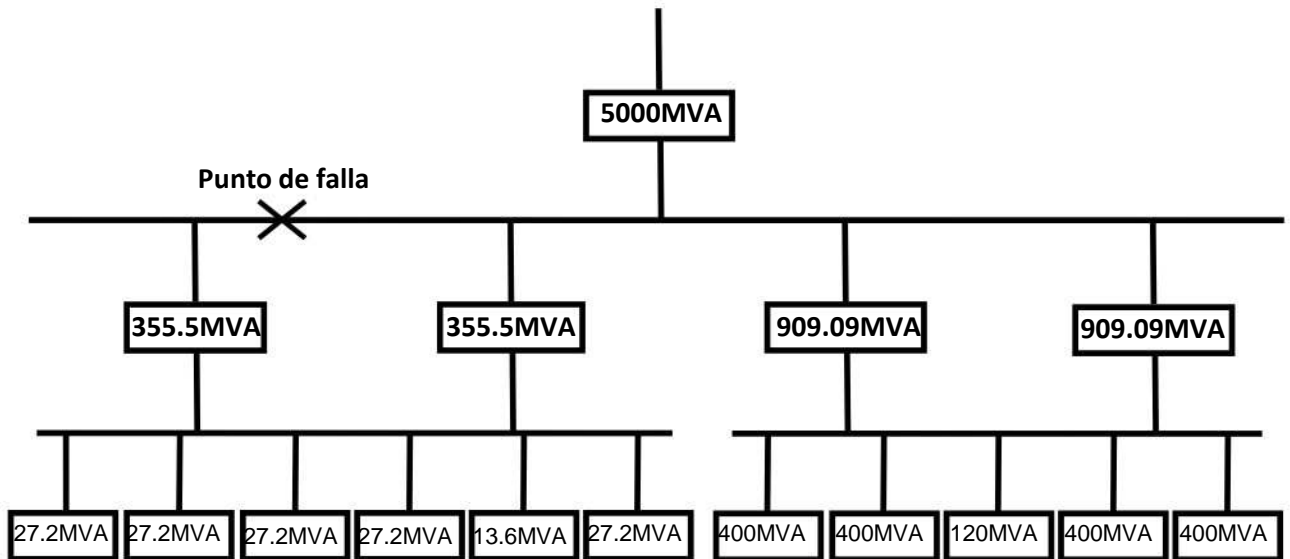 5000MVA
Punto de falla
355.5MVA 355.5MVA 909.09MVA 909.09MVA
27.2MVA 27.2MVA 27.2MVA 27.2MVA 13.6MVA 27.2MVA 400MVA 400MVA 120MVA 400MVA 400MVA